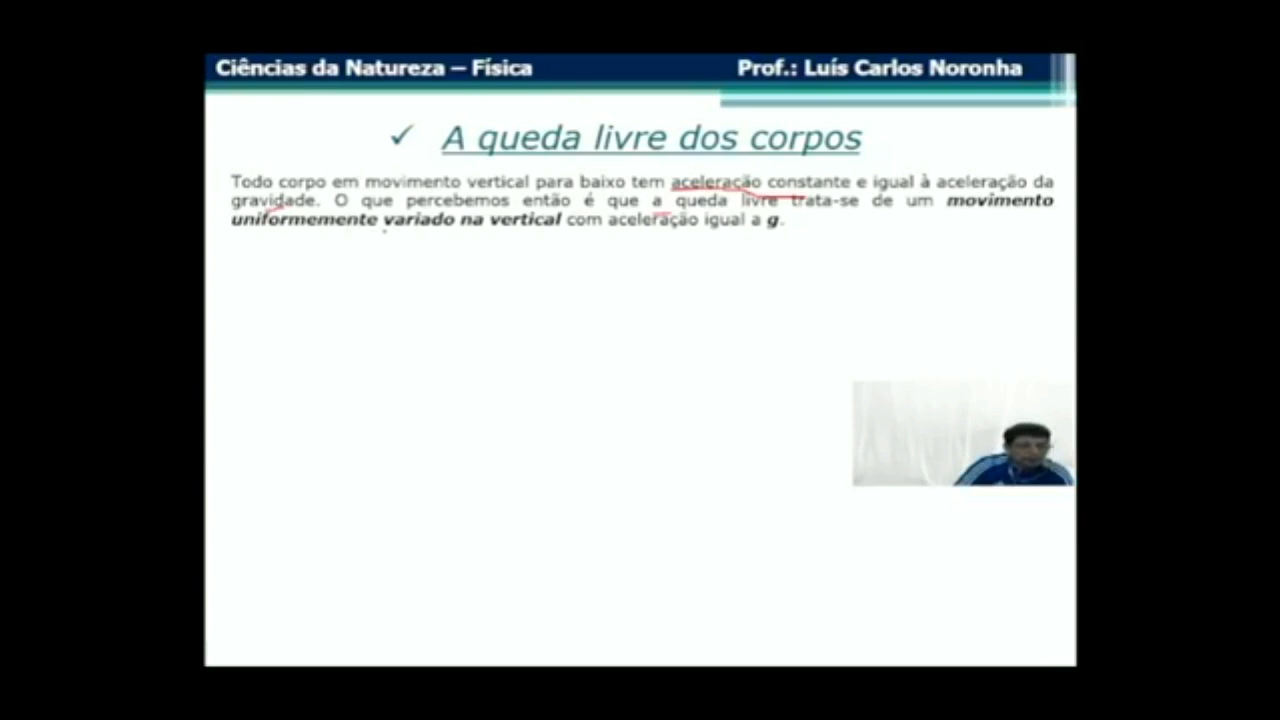 Ciências da Natureza – Física Prof.: Luís Carlos Noronha
✓ A queda livre dos corpos
Todo corpo em movimento vertical para baixo tem aceleração constante e igual à aceleração da
gravidade. O que percebemos então é que a queda livre trata-se de um movimento
uniformemente variado na vertical com aceleração igual a g.